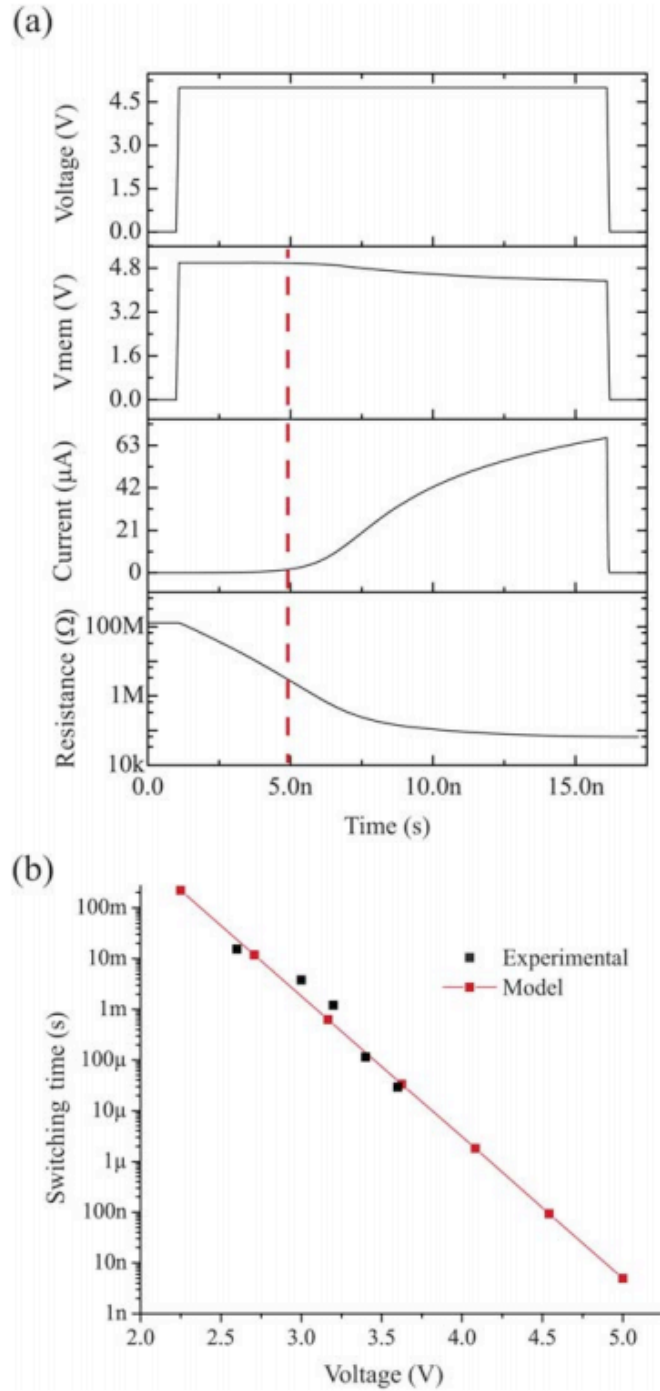 (a)
Voltage (V)
4.5
3.0
1.5
0.0
Vmem (V)
4.8
3.2
1.6
0.0
Current (µA)
63
42
21
0
Resistance (Ω)
100M
1M
10k
0.0
5.0n
10.0n
15.0n
Time (s)
(b)
Switching time (s)
100m
10m
1m
100µ
10µ
1µ
100n
10n
1n
Experimental
Model
2.0
2.5
3.0
3.5
4.0
4.5
5.0
Voltage (V)